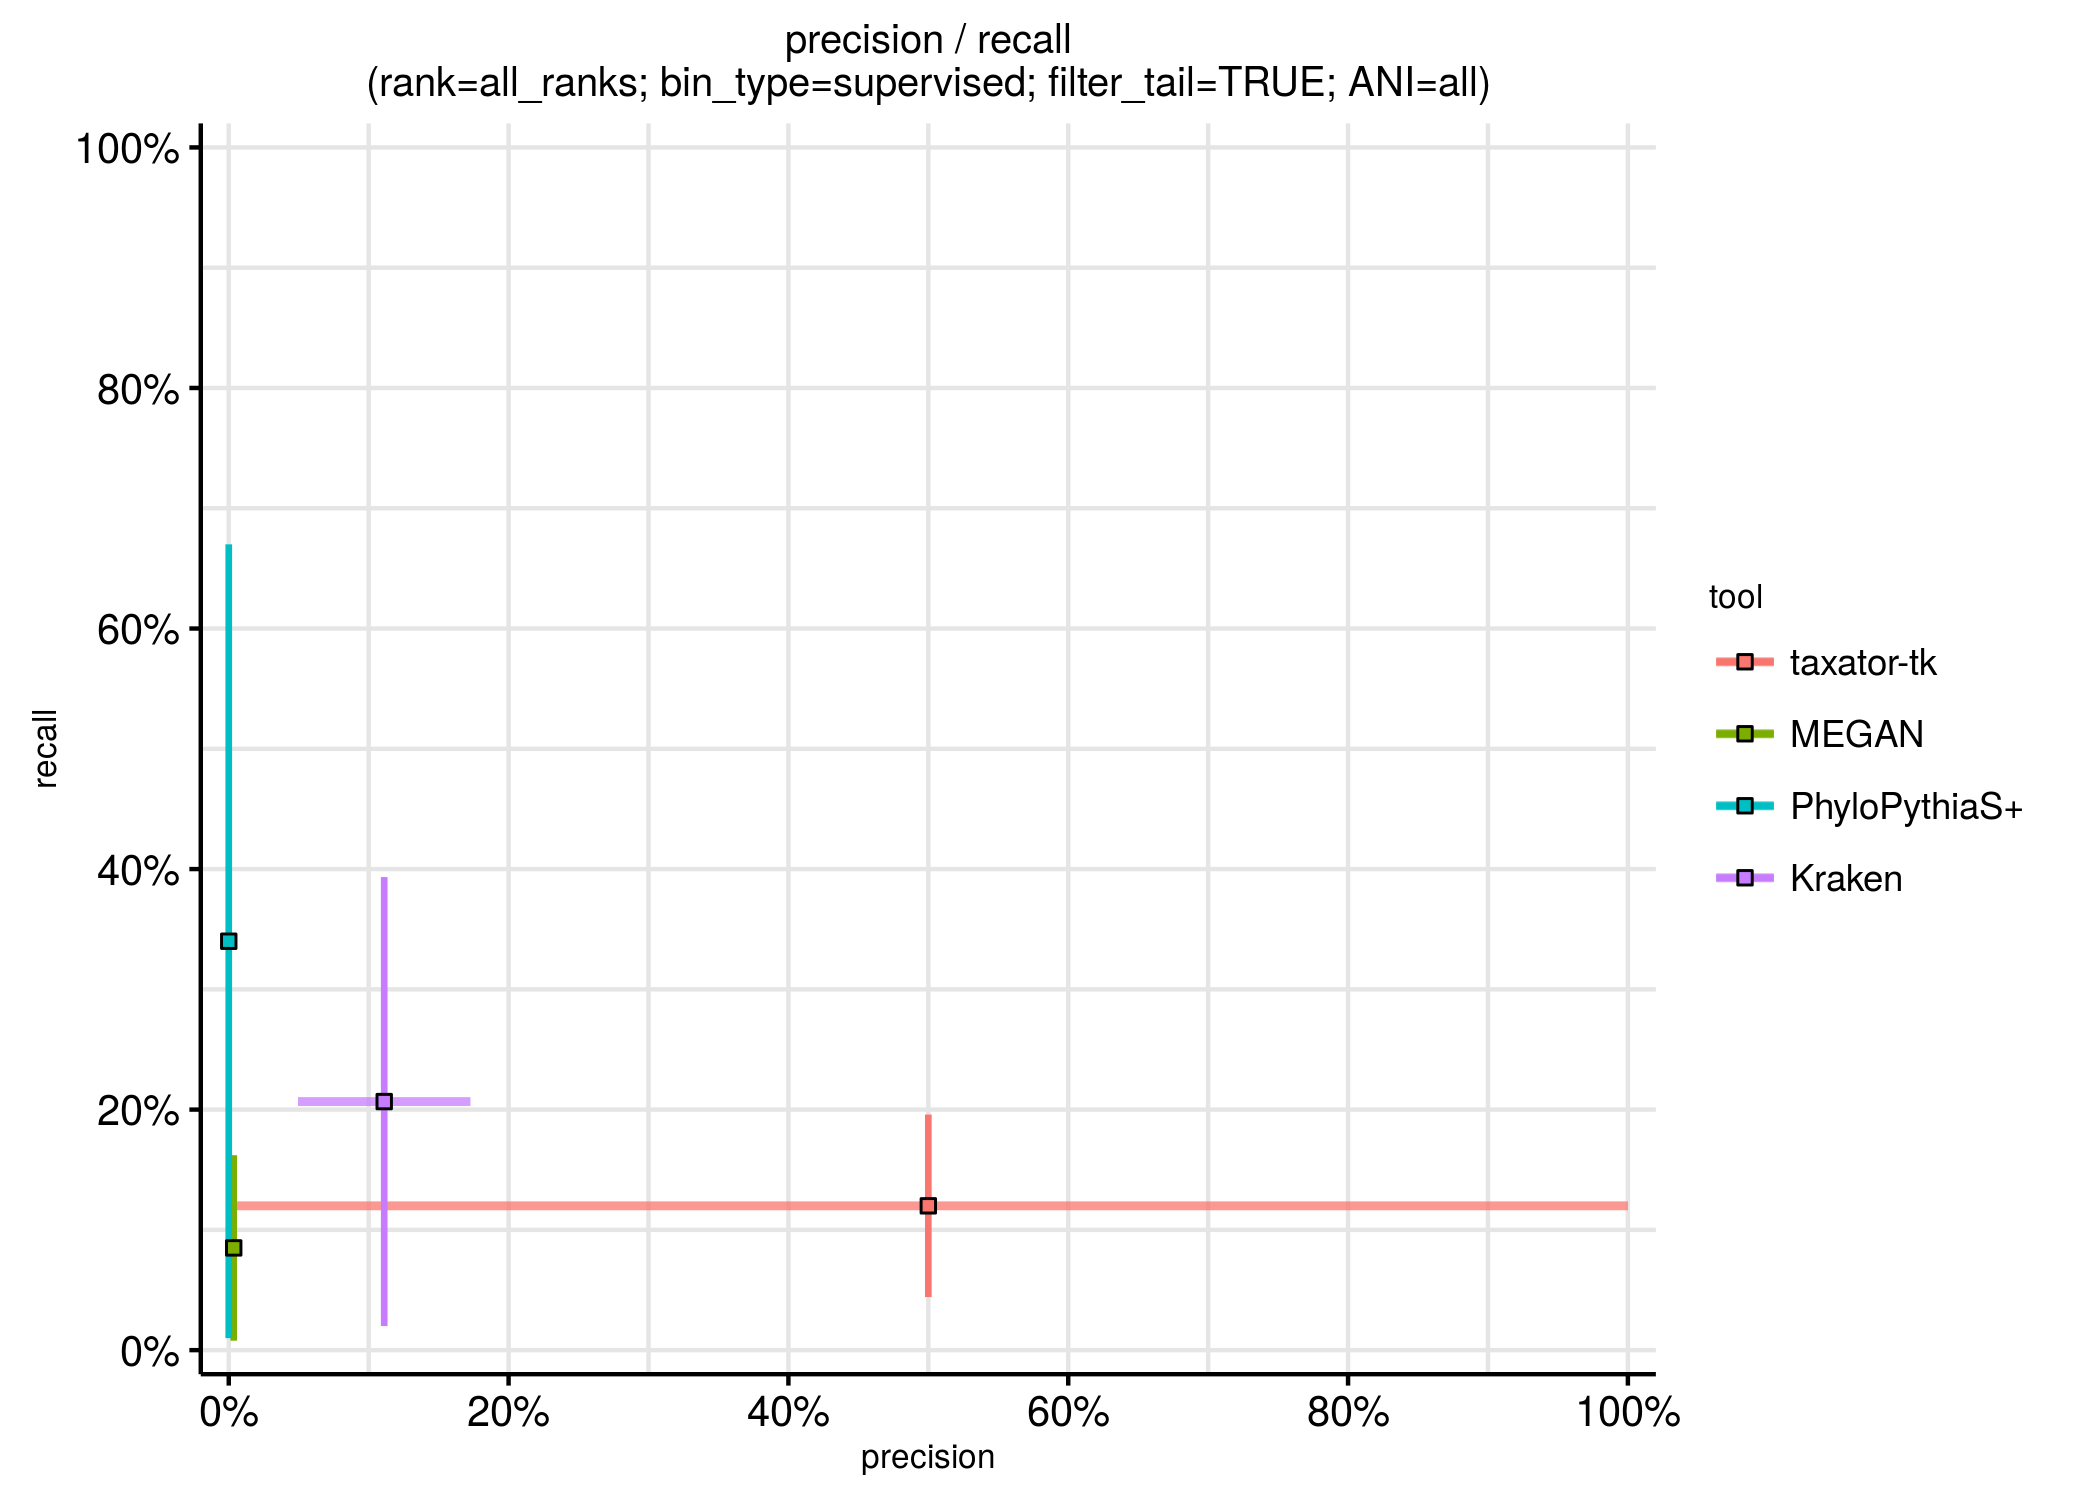 precision / recall
(rank=all_ranks; bin_type=supervised; filter_tail=TRUE; ANI=all)
100%
80%
60%
40%
20%
0%
recall
0%
20%
40%
60%
80%
100%
precision
tool
taxator-tk
MEGAN
PhyloPythiaS+
Kraken